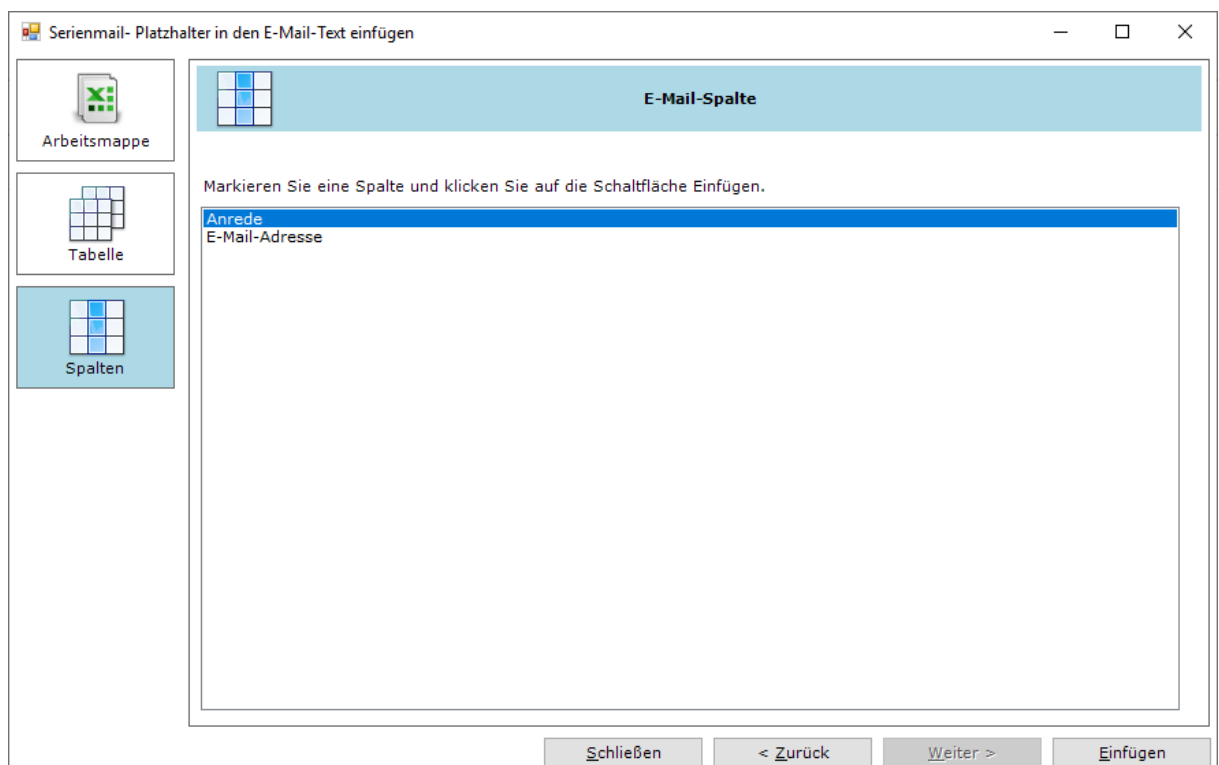 Serienmail- Platzhalter in den E-Mail-Text einfügen
Arbeitsmappe
Tabelle
Spalten
E-Mail-Spalte
Markieren Sie eine Spalte und klicken Sie auf die Schaltfläche Einfügen.
Anrede
E-Mail-Adresse
Schließen
< Zurück
Weiter >
Einfügen